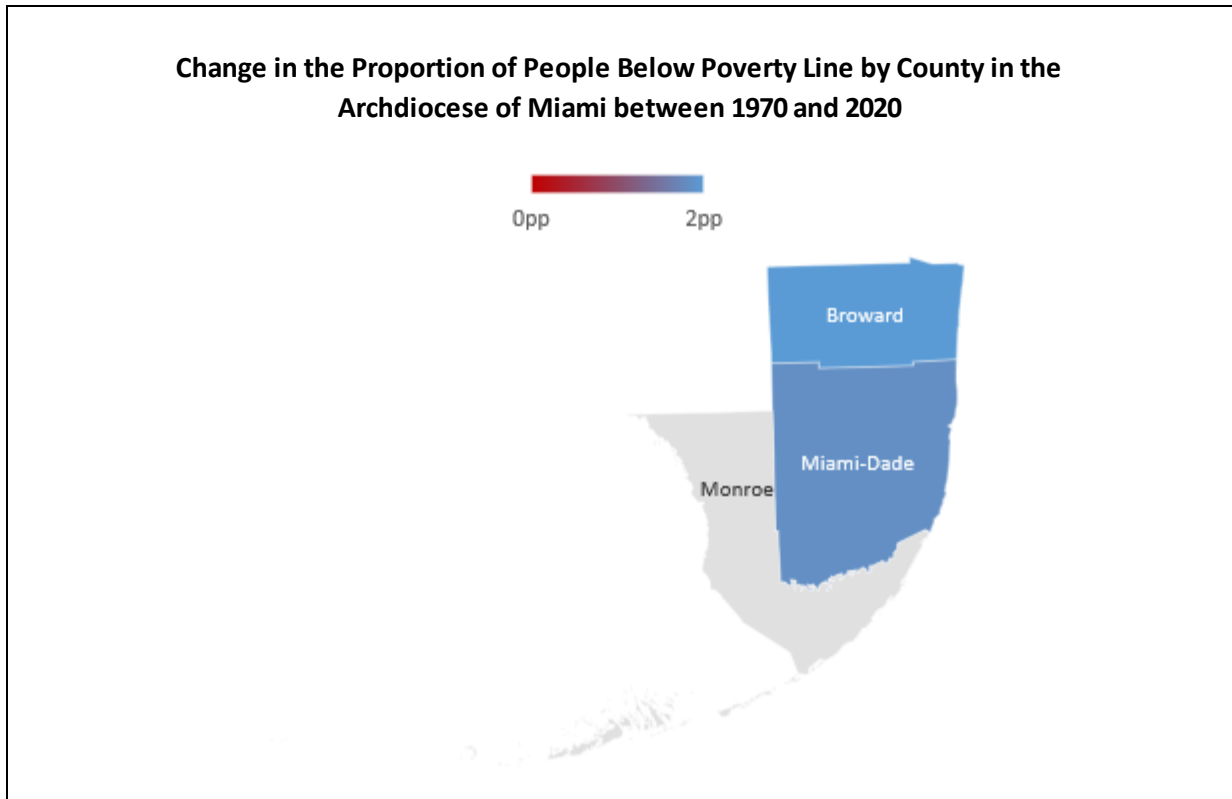 Change in the Proportion of People Below Poverty Line by County in the
Archdiocese of Miami between 1970 and 2020
0pp 2pp
Broward
Miami-Dade
Monroe